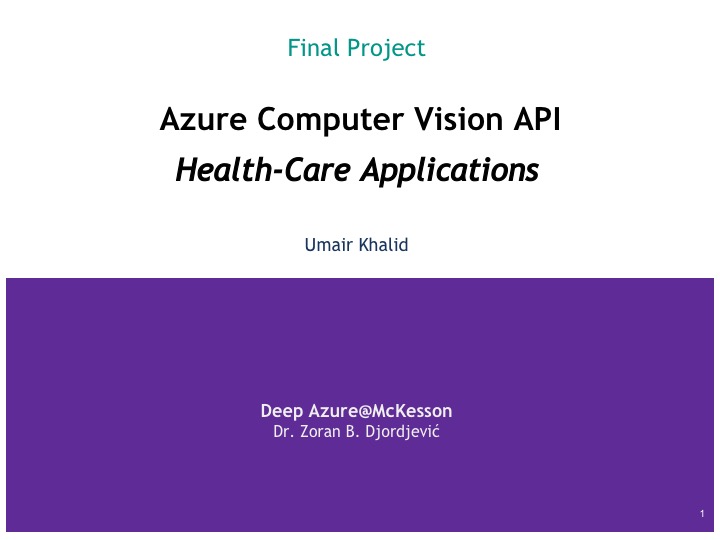 Final Project
Azure Computer Vision API
Health-Care Applications
Umair Khalid
Deep Azure@McKesson
Dr. Zoran B. Djordjević
1